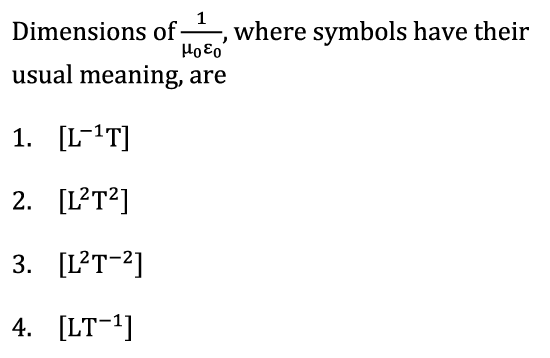 Dimensions of 1/μ₀ε₀, where symbols have their
usual meaning, are
1. [L⁻¹T]
2. [L²T²]
3. [L²T⁻²]
4. [LT⁻¹]